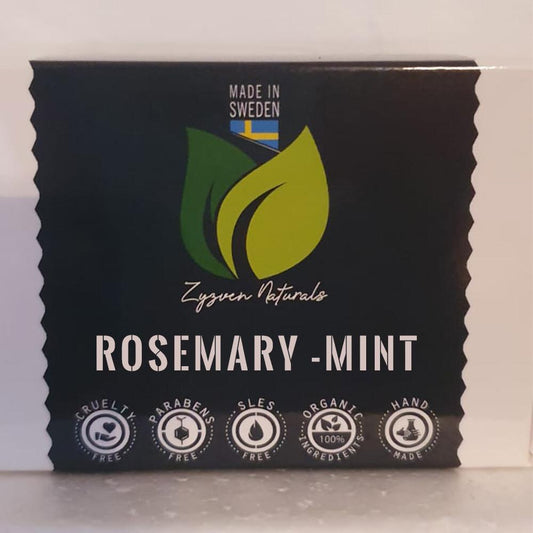 MADE IN
SWEDEN
Zyzven Naturals
ROSEMARY -MINT
CRUELTY FREE
PARABENS FREE
SLES FREE
ORGANIC 100% INGREDIENTS
HAND MADE